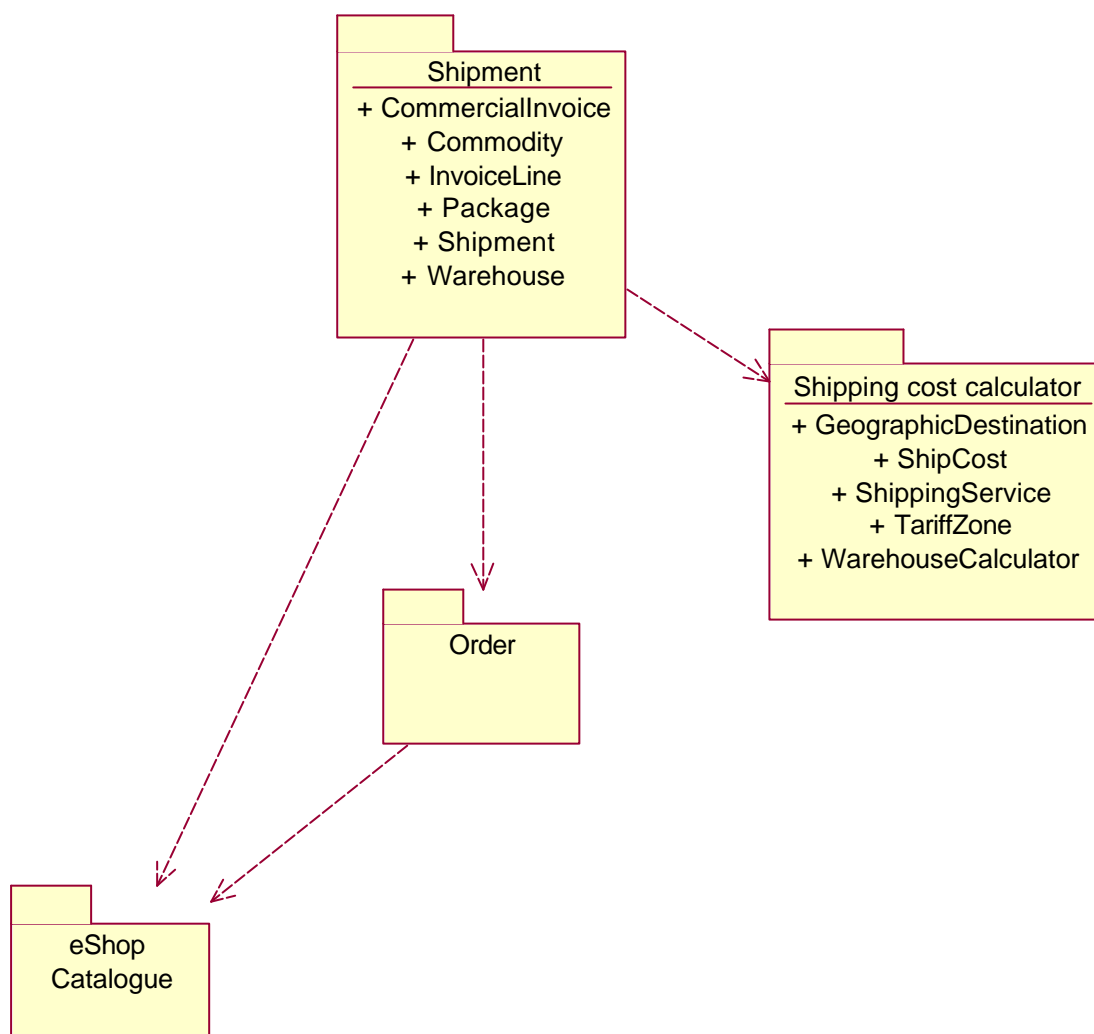 Shipment
+ CommercialInvoice
+ Commodity
+ InvoiceLine
+ Package
+ Shipment
+ Warehouse
Shipping cost calculator
+ GeographicDestination
+ ShipCost
+ ShippingService
+ TariffZone
+ WarehouseCalculator
Order
eShop
Catalogue